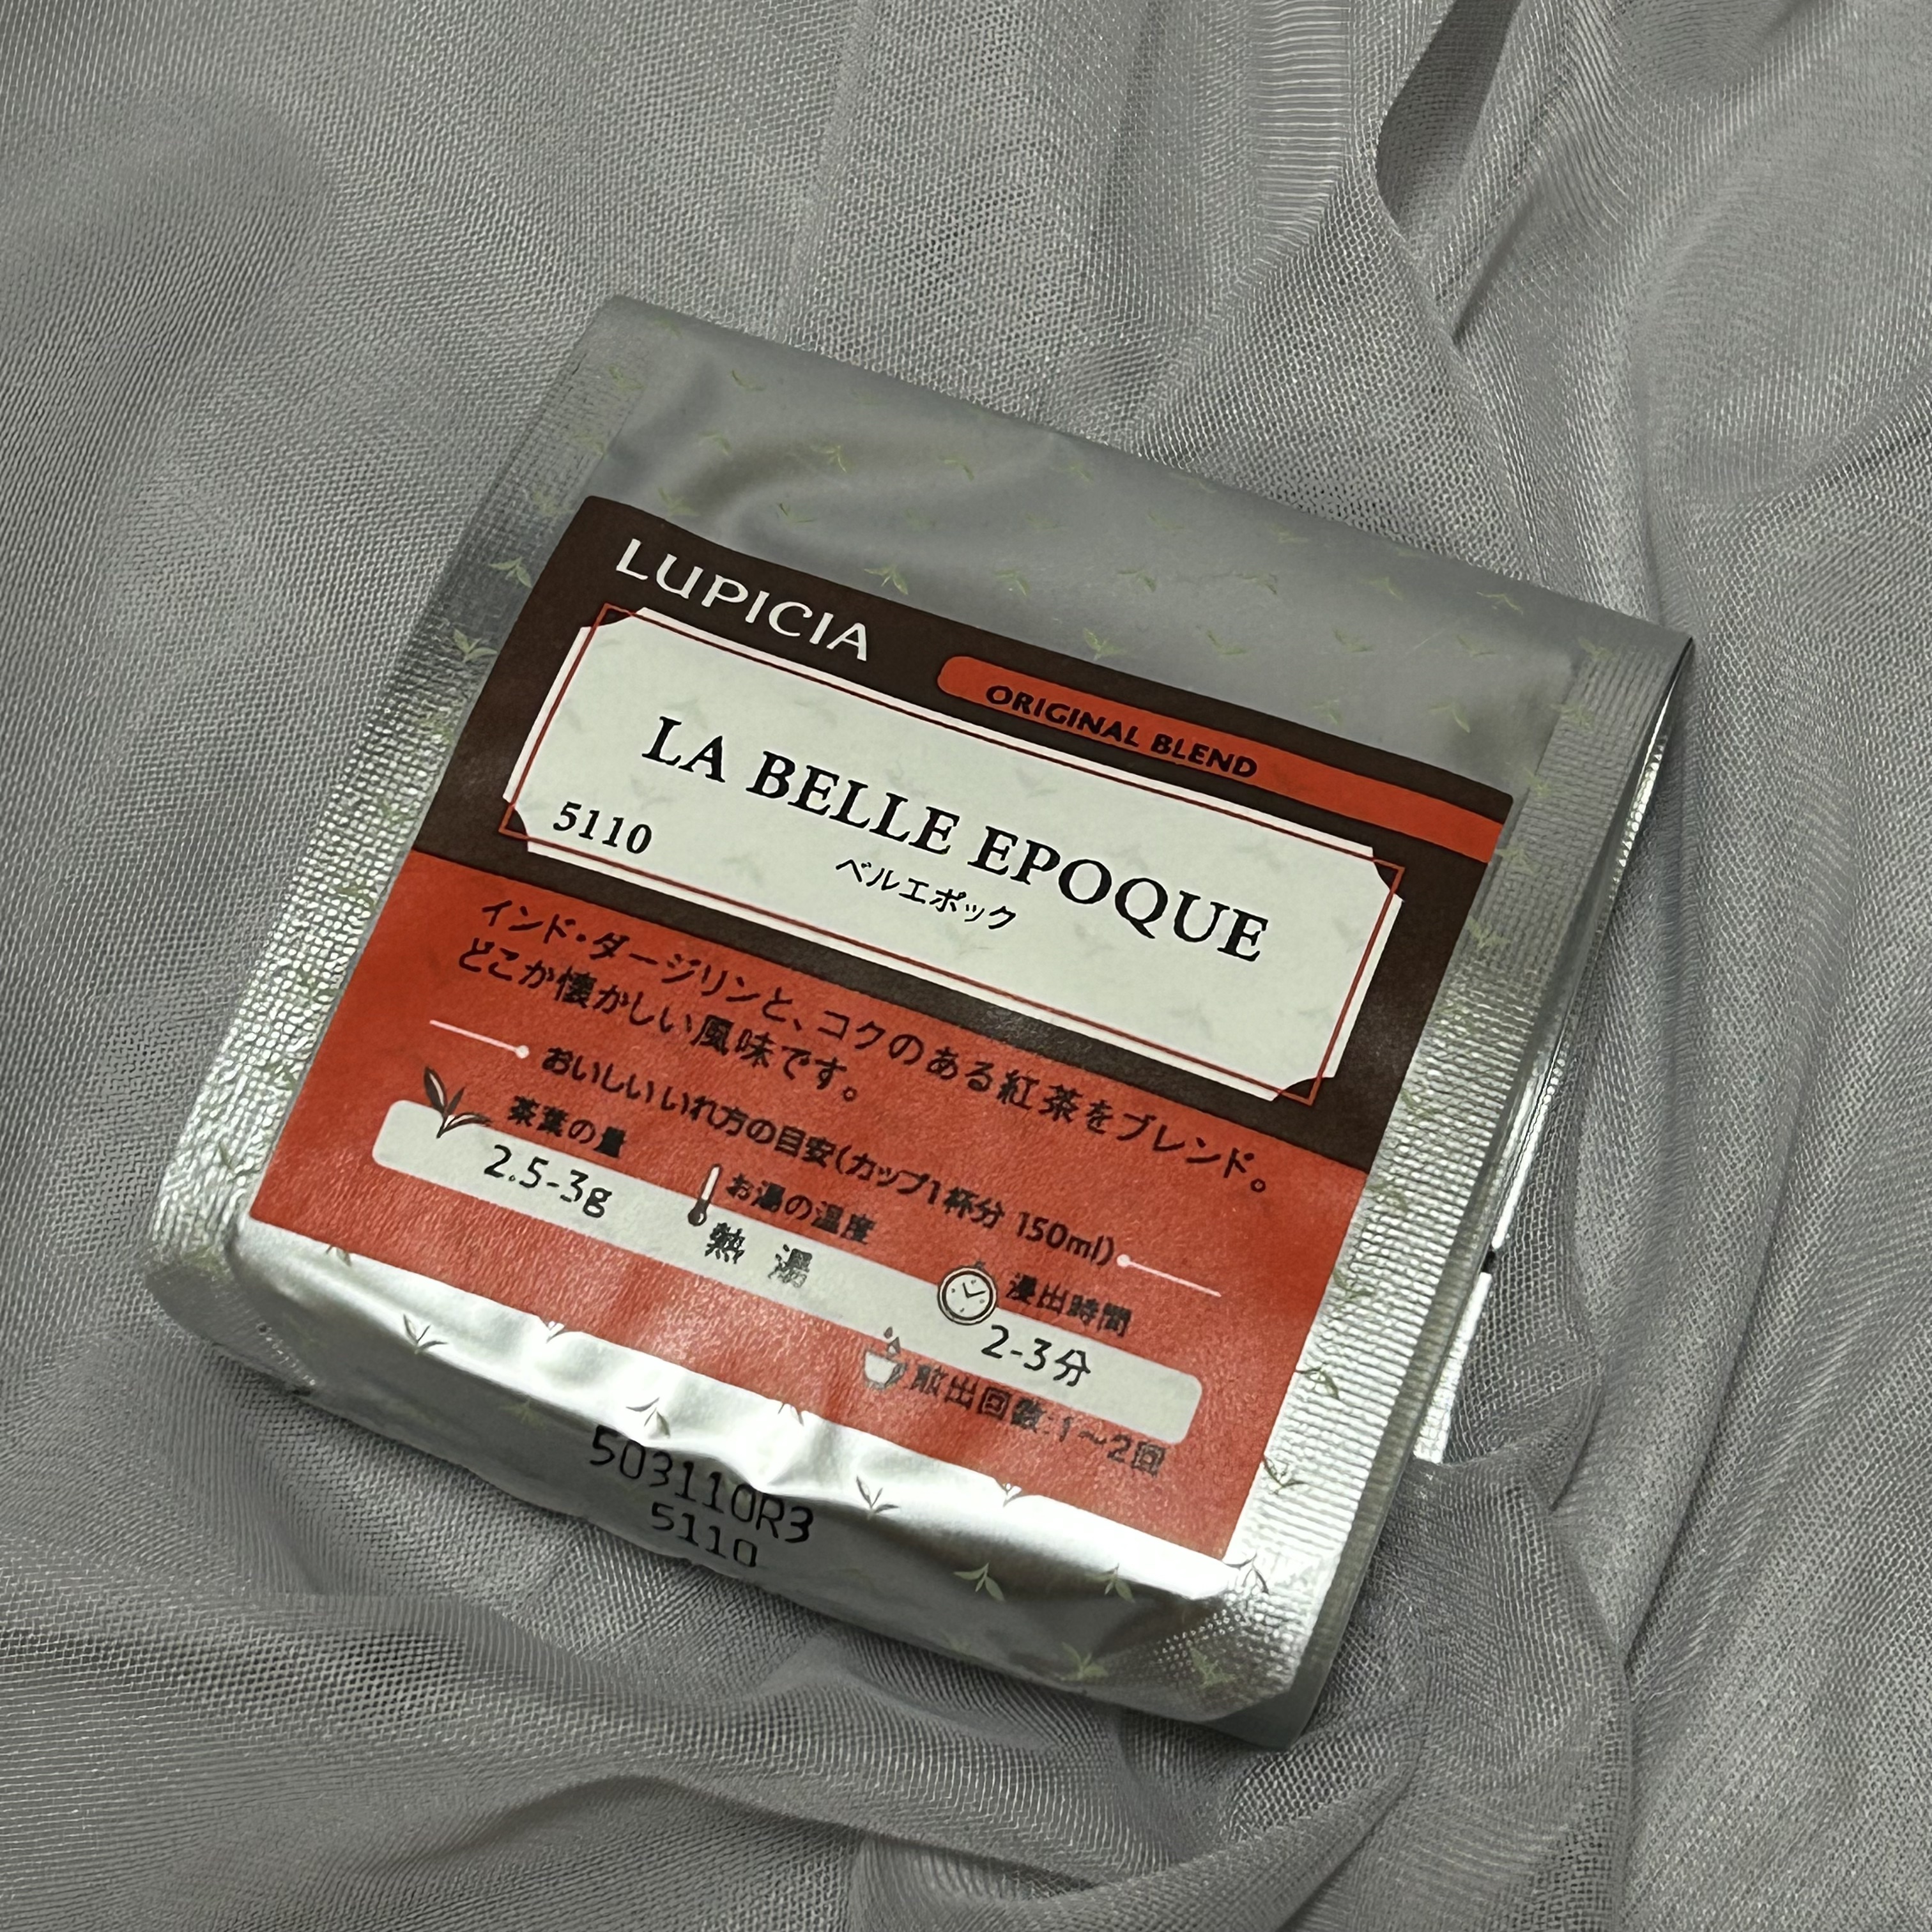 LUPICIA
ORIGINAL BLEND
LA BELLE EPOQUE
5110
ベルエポック
インド・ダージリンと、コクのある紅茶をブレンド。
どこか懐かしい風味です。
おいしいいれ方の目安(カップ1杯分 150ml)
茶葉の量
2.5-3g
お湯の温度
熱湯
浸出時間
2-3分
抽出回数:1～2回
503110R3
5110